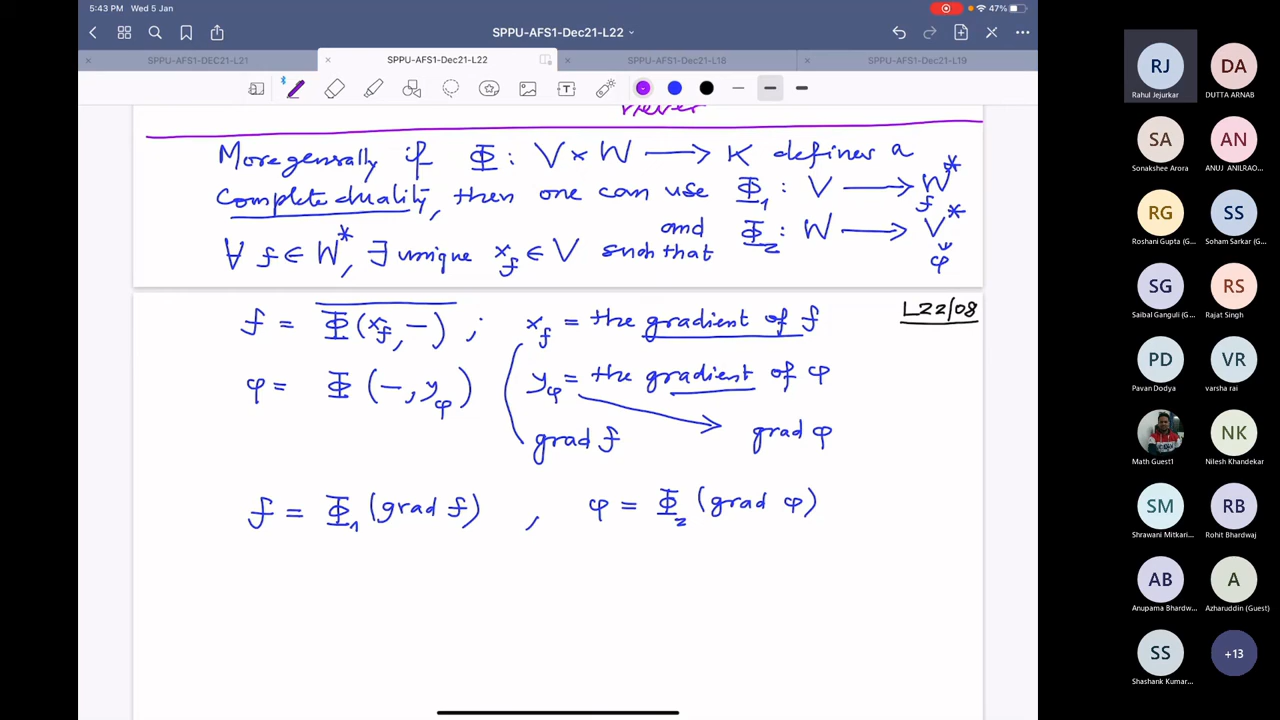 5:43 PM Wed 5 Jan
47%
SPPU-AFS1-Dec21-L22
SPPU-AFS1-DEC21-L21
SPPU-AFS1-Dec21-L22
SPPU-AFS1-Dec21-L18
SPPU-AFS1-Dec21-L19
More generally if Φ : V × W ⟶ K defines a
complete duality, then one can use Φ₁ : V ⟶ W*
f
and Φ₂ : W ⟶ V*
φ
∀ f ∈ W*, ∃ unique x_f ∈ V such that
L22/08
f = Φ(x_f, −) ; x_f = the gradient of f
φ = Φ(−, y_φ) y_φ = the gradient of φ
grad f grad φ
f = Φ₁(grad f) , φ = Φ₂(grad φ)
RJ
Rahul Jejurkar
DA
DUTTA ARNAB
SA
Sonakshee Arora
AN
ANUJ ANILRAO...
RG
Roshani Gupta (G...
SS
Soham Sarkar (G...
SG
Saibal Ganguli (G...
RS
Rajat Singh
PD
Pavan Dodya
VR
varsha rai
Math Guest1
NK
Nilesh Khandekar
SM
Shrawani Mitkari...
RB
Rohit Bhardwaj
AB
Anupama Bhardw...
A
Azharuddin (Guest)
SS
Shashank Kumar...
+13